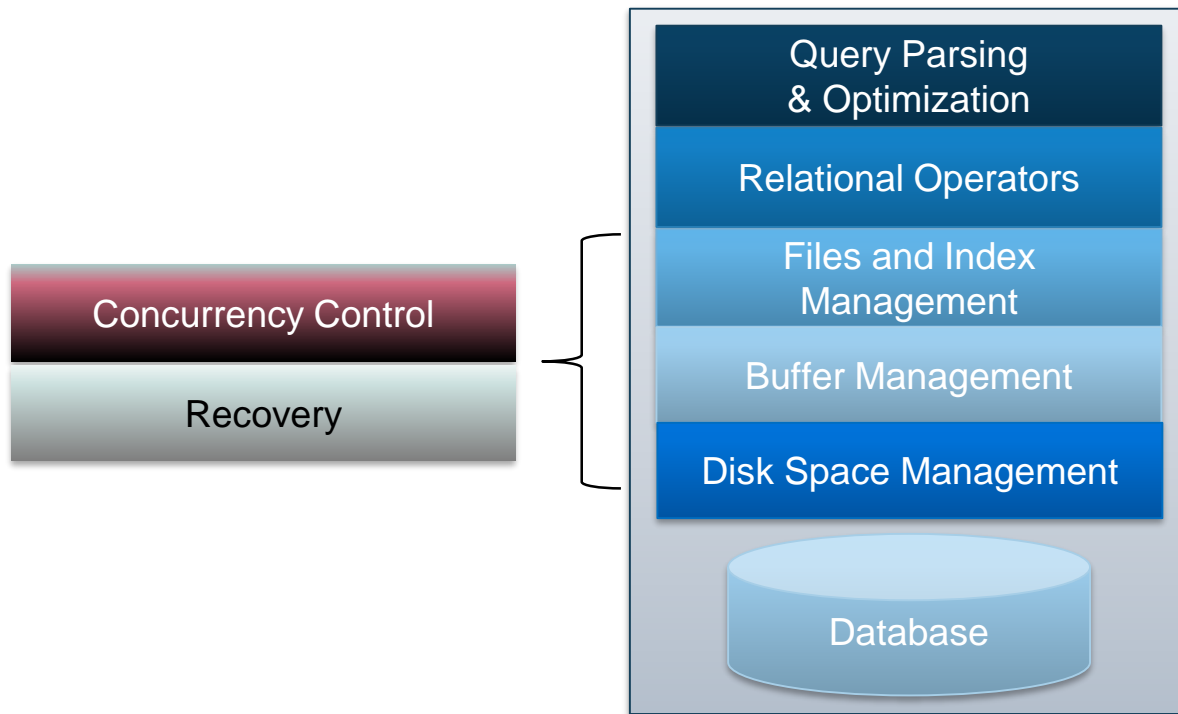 Query Parsing
& Optimization
Relational Operators
Files and Index
Management
Concurrency Control
Buffer Management
Recovery
Disk Space Management
Database